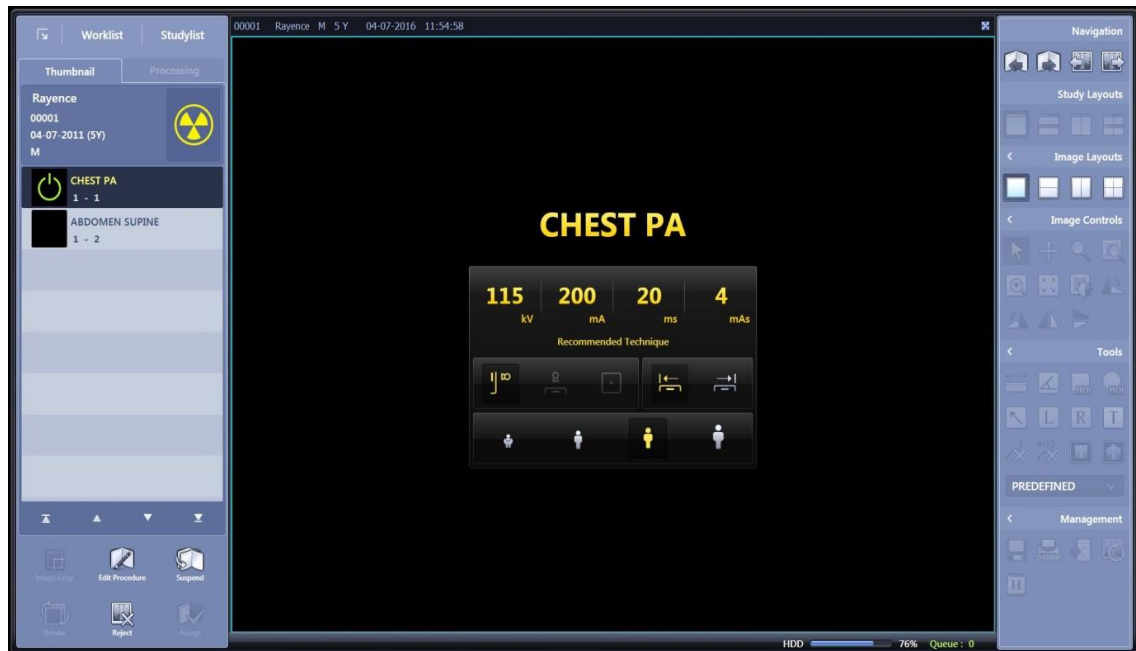 00001 Rayence M 5 Y 04-07-2016 11:54:58
Worklist Studylist
Thumbnail Processing
Rayence
00001
04-07-2011 (5Y)
M
CHEST PA
1 - 1
ABDOMEN SUPINE
1 - 2
Image Crop Edit Procedure Suspend
Retake Reject Accept
CHEST PA
115 200 20 4
kV mA ms mAs
Recommended Technique
HDD 76% Queue : 0
Navigation
Study Layouts
Image Layouts
Image Controls
Tools
L R T
PREDEFINED
Management
DICOM
H